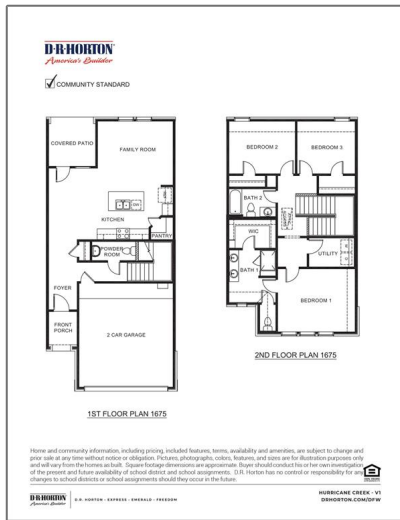 D·R·HORTON
America's Builder
COMMUNITY STANDARD
COVERED PATIO
FAMILY ROOM
KITCHEN
PANTRY
POWDER
ROOM
FOYER
FRONT
PORCH
2 CAR GARAGE
1ST FLOOR PLAN 1675
BEDROOM 2
BEDROOM 3
BATH 2
WIC
UTILITY
BATH 1
BEDROOM 1
2ND FLOOR PLAN 1675
Home and community information, including pricing, included features, terms, availability and amenities, are subject to change and
prior sale at any time without notice or obligation. Pictures, photographs, colors, features, and sizes are for illustration purposes only
and will vary from the homes as built. Square footage dimensions are approximate. Buyer should conduct his or her own investigation
of the present and future availability of school district and school assignments. D.R. Horton has no control or responsibility for any
changes to school districts or school assignments should they occur in the future.
D·R·HORTON
D.R. HORTON · EXPRESS · EMERALD · FREEDOM
HURRICANE CREEK - V1
DRHORTON.COM/DFW